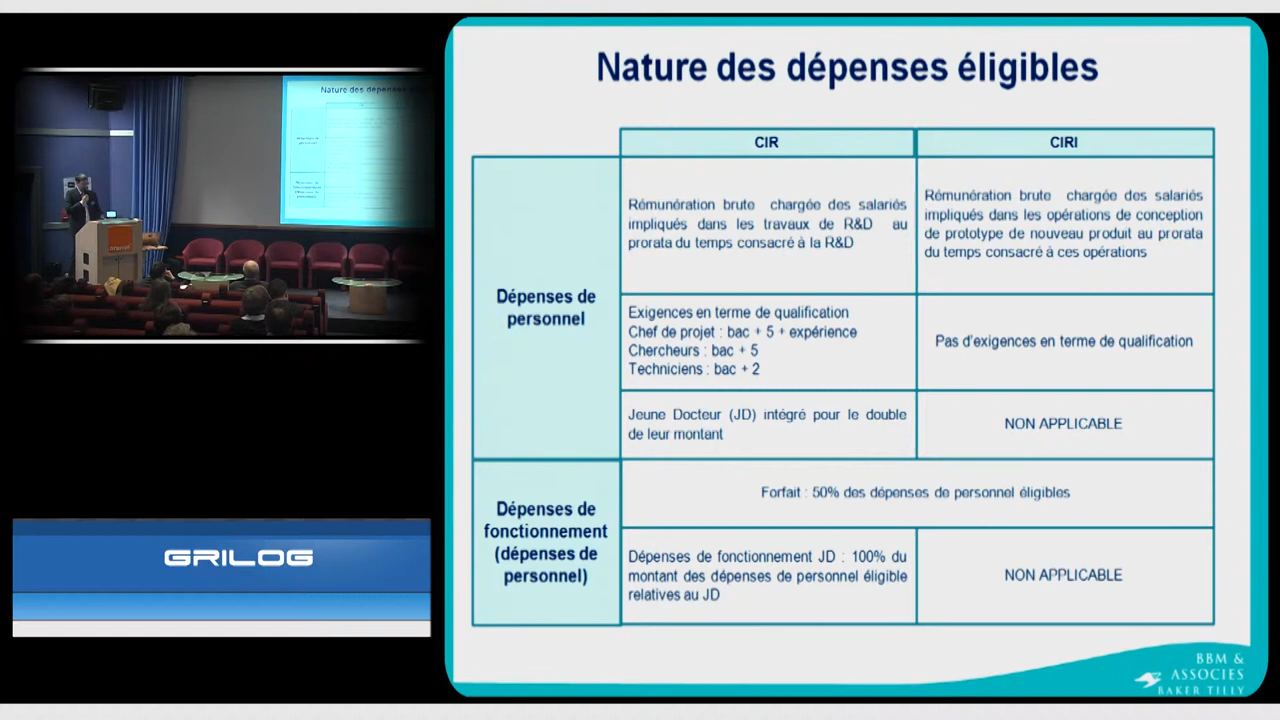 Nature des dépenses éligibles
CIR
CIRI
Dépenses de
personnel
Rémunération brute chargée des salariés
impliqués dans les travaux de R&D au
prorata du temps consacré à la R&D
Rémunération brute chargée des salariés
impliqués dans les opérations de conception
de prototype de nouveau produit au prorata
du temps consacré à ces opérations
Exigences en terme de qualification
Chef de projet : bac + 5 + expérience
Chercheurs : bac + 5
Techniciens : bac + 2
Pas d'exigences en terme de qualification
Jeune Docteur (JD) intégré pour le double
de leur montant
NON APPLICABLE
Dépenses de
fonctionnement
(dépenses de
personnel)
Forfait : 50% des dépenses de personnel éligibles
Dépenses de fonctionnement JD : 100% du
montant des dépenses de personnel éligible
relatives au JD
NON APPLICABLE
BBM &
ASSOCIES
BAKER TILLY
GRILOG
Nature des dépenses